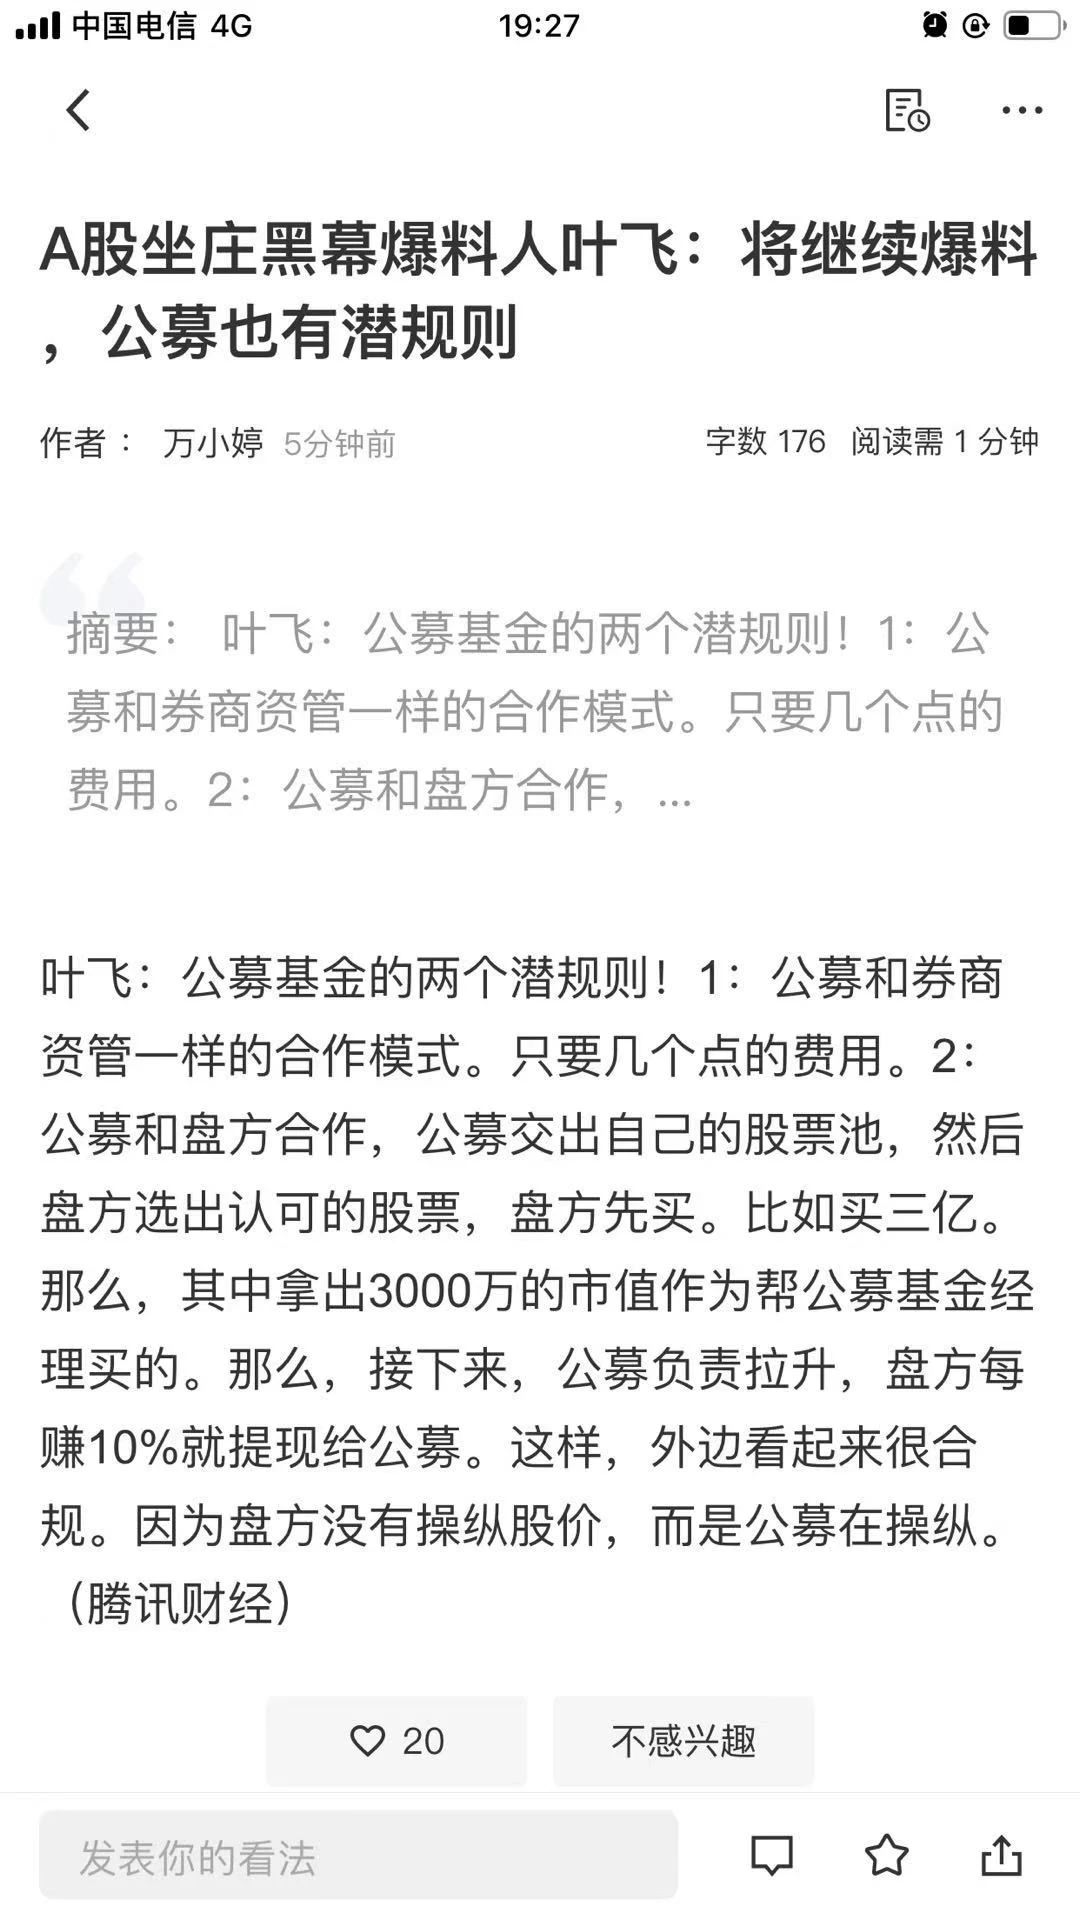 中国电信 4G 19:27
A股坐庄黑幕爆料人叶飞：将继续爆料
，公募也有潜规则
作者： 万小婷 5分钟前 字数 176 阅读需 1 分钟
摘要： 叶飞：公募基金的两个潜规则！1：公
募和券商资管一样的合作模式。只要几个点的
费用。2：公募和盘方合作，...
叶飞：公募基金的两个潜规则！1：公募和券商
资管一样的合作模式。只要几个点的费用。2：
公募和盘方合作，公募交出自己的股票池，然后
盘方选出认可的股票，盘方先买。比如买三亿。
那么，其中拿出3000万的市值作为帮公募基金经
理买的。那么，接下来，公募负责拉升，盘方每
赚10%就提现给公募。这样，外边看起来很合
规。因为盘方没有操纵股价，而是公募在操纵。
（腾讯财经）
20 不感兴趣
发表你的看法